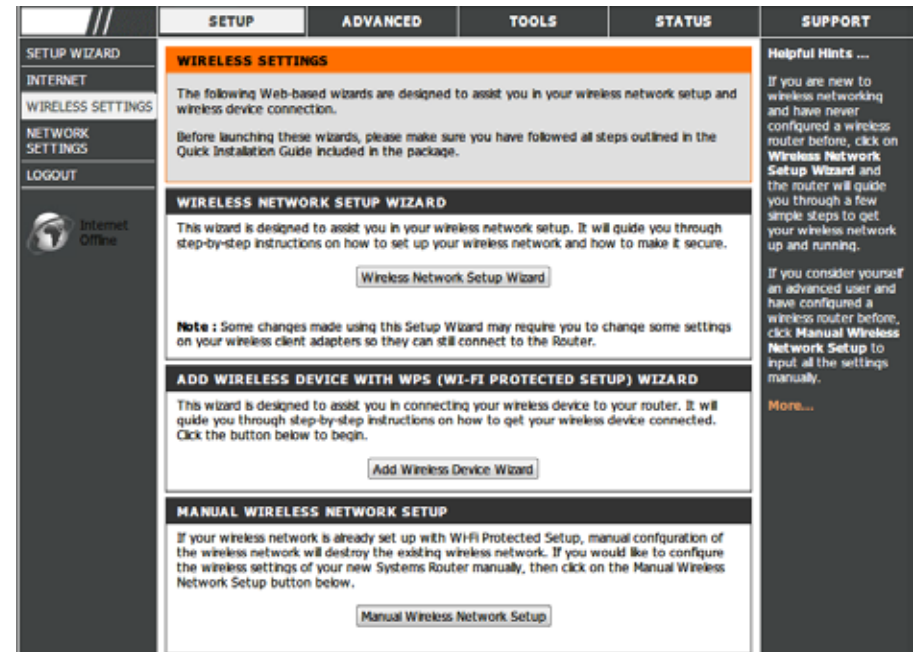 SETUP
ADVANCED
TOOLS
STATUS
SUPPORT
SETUP WIZARD
INTERNET
WIRELESS SETTINGS
NETWORK
SETTINGS
LOGOUT
Internet
Offline
WIRELESS SETTINGS
The following Web-based wizards are designed to assist you in your wireless network setup and
wireless device connection.
Before launching these wizards, please make sure you have followed all steps outlined in the
Quick Installation Guide included in the package.
WIRELESS NETWORK SETUP WIZARD
This wizard is designed to assist you in your wireless network setup. It will guide you through
step-by-step instructions on how to set up your wireless network and how to make it secure.
Wireless Network Setup Wizard
Note : Some changes made using this Setup Wizard may require you to change some settings
on your wireless client adapters so they can still connect to the Router.
ADD WIRELESS DEVICE WITH WPS (WI-FI PROTECTED SETUP) WIZARD
This wizard is designed to assist you in connecting your wireless device to your router. It will
guide you through step-by-step instructions on how to get your wireless device connected.
Click the button below to begin.
Add Wireless Device Wizard
MANUAL WIRELESS NETWORK SETUP
If your wireless network is already set up with Wi-Fi Protected Setup, manual confguration of
the wireless network will destroy the existing wireless network. If you would like to configure
the wireless settings of your new Systems Router manually, then click on the Manual Wireless
Network Setup button below.
Manual Wireless Network Setup
Helpful Hints ...
If you are new to
wireless networking
and have never
configured a wireless
router before, click on
Wireless Network
Setup Wizard and
the router will guide
you through a few
simple steps to get
your wireless network
up and running.
If you consider yourself
an advanced user and
have configured a
wireless router before,
click Manual Wireless
Network Setup to
input all the settings
manually.
More...